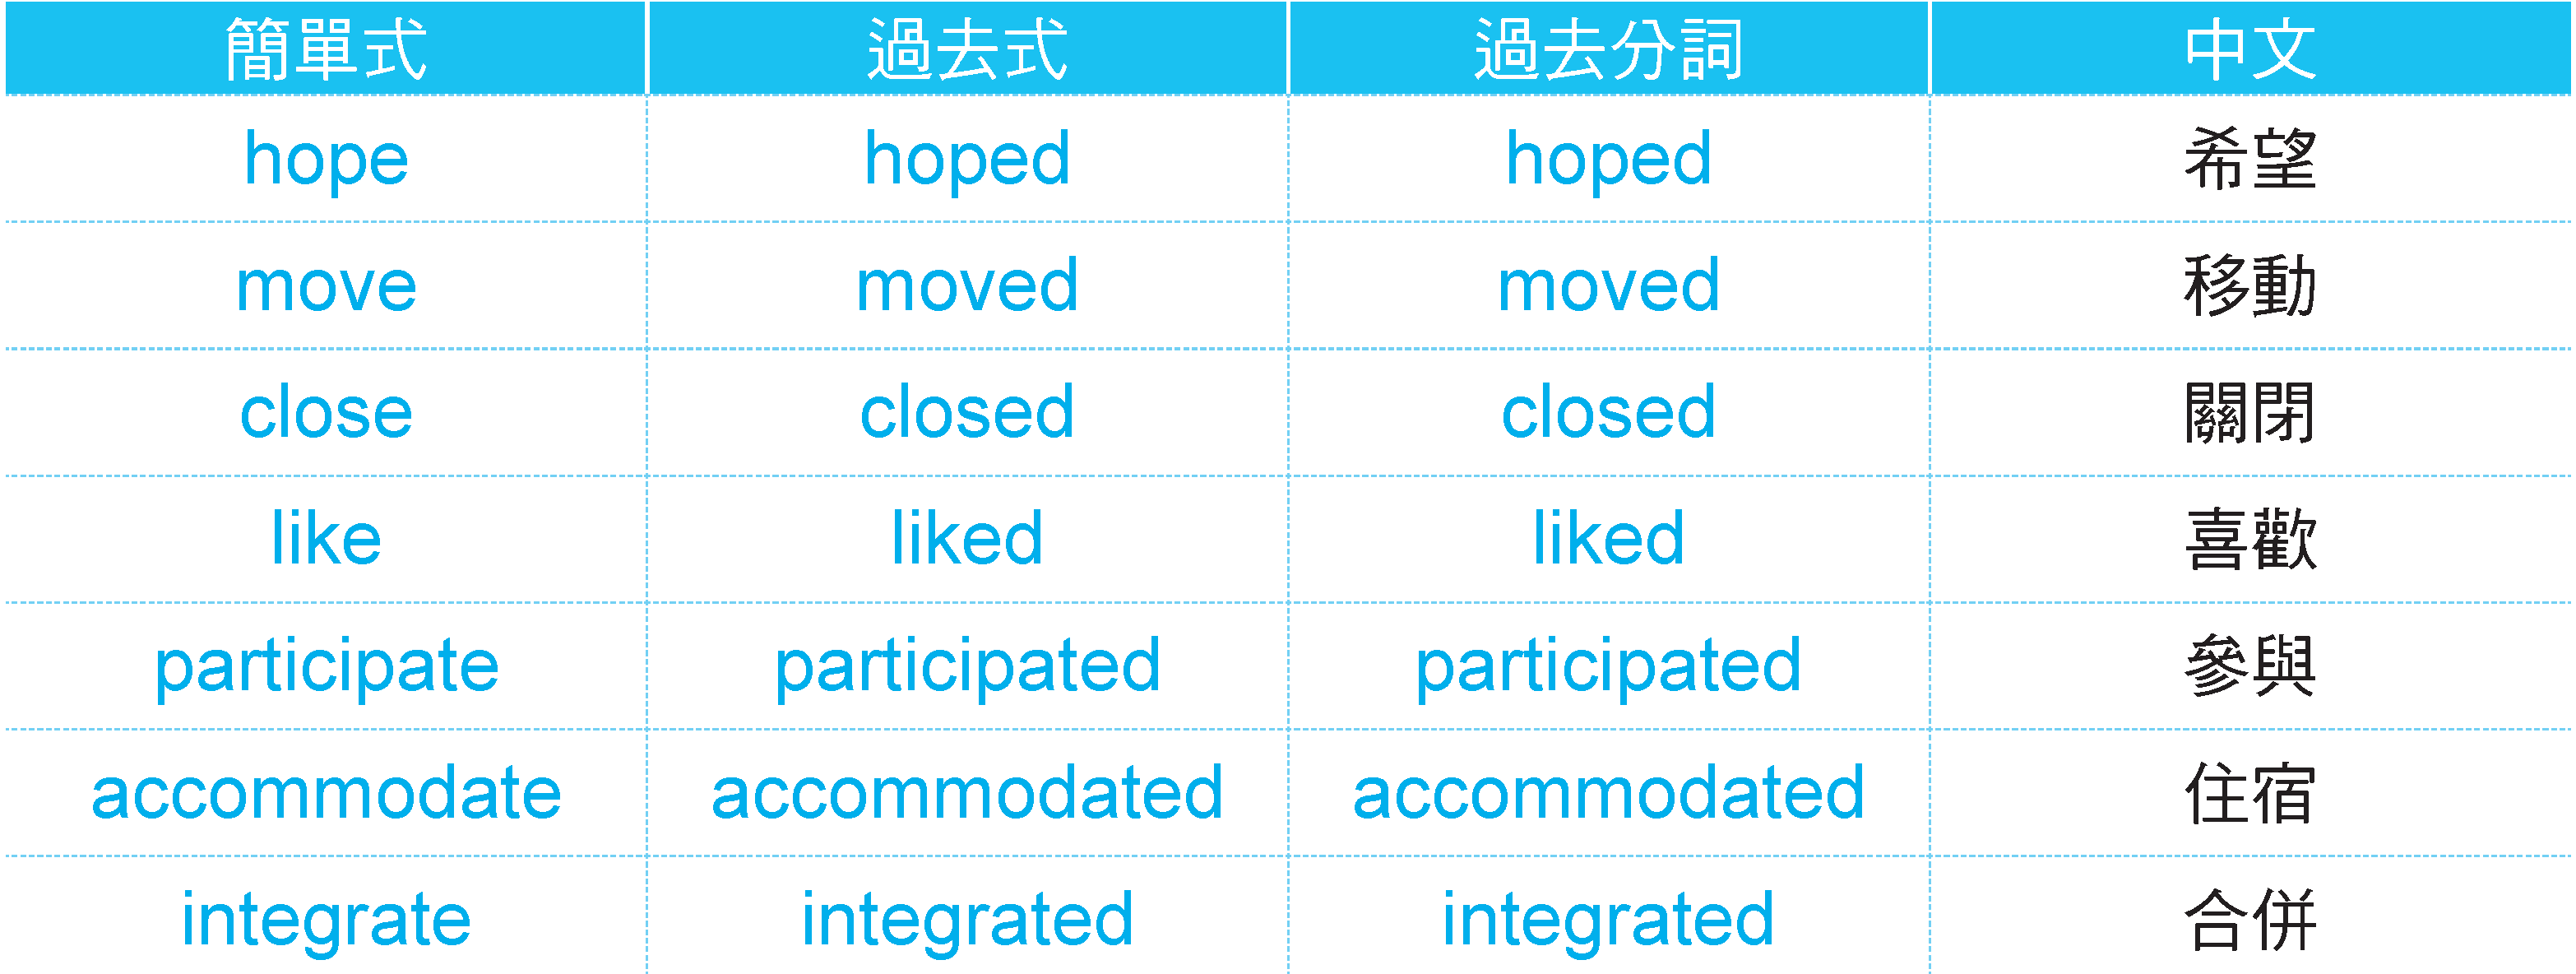 簡單式 過去式 過去分詞 中文
hope hoped hoped 希望
move moved moved 移動
close closed closed 關閉
like liked liked 喜歡
participate participated participated 參與
accommodate accommodated accommodated 住宿
integrate integrated integrated 合併